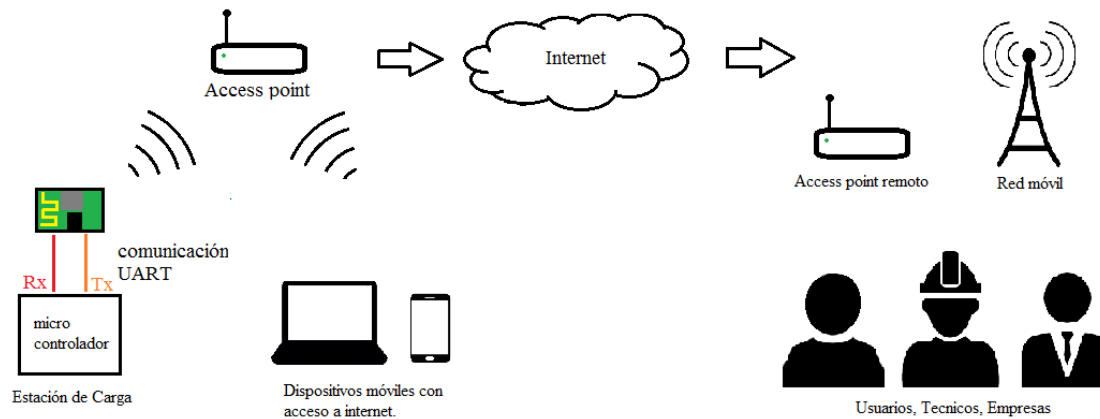 Access point
Internet
Access point remoto
Red móvil
comunicación
UART
Rx
Tx
micro
controlador
Estación de Carga
Dispositivos móviles con
acceso a internet.
Usuarios, Tecnicos, Empresas